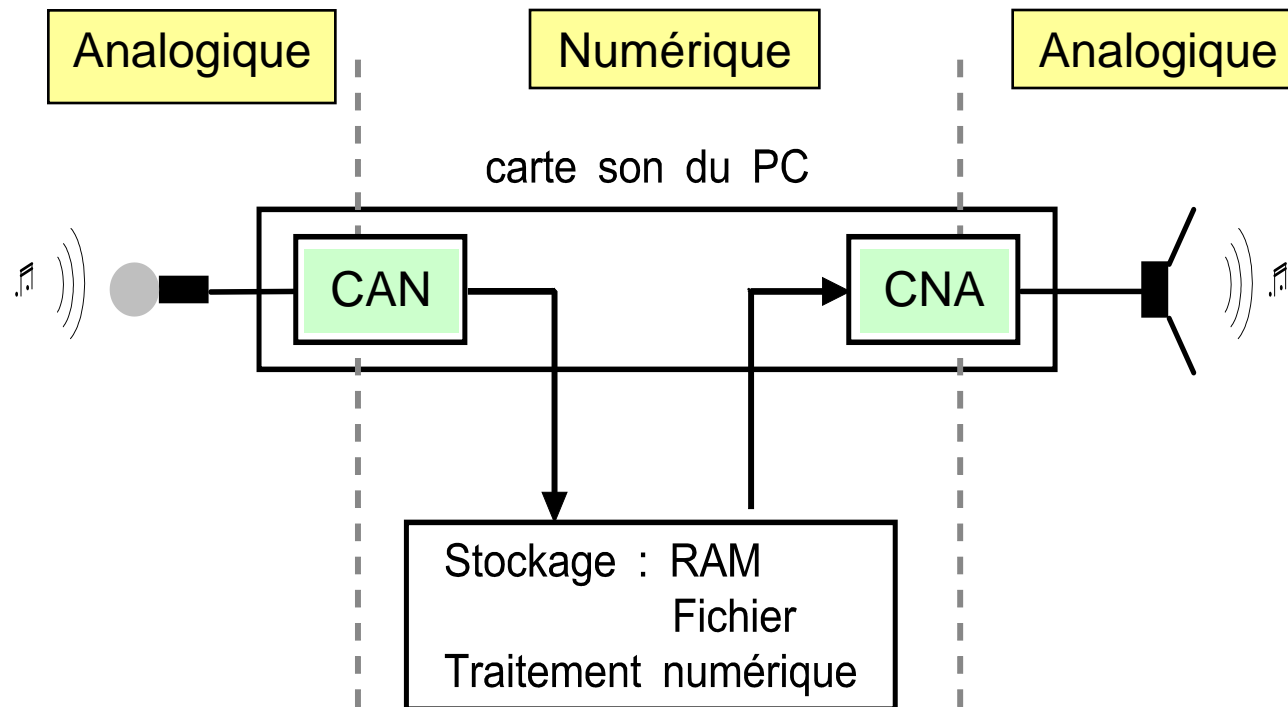 Analogique
Numérique
Analogique
carte son du PC
CAN
CNA
Stockage : RAM
Fichier
Traitement numérique